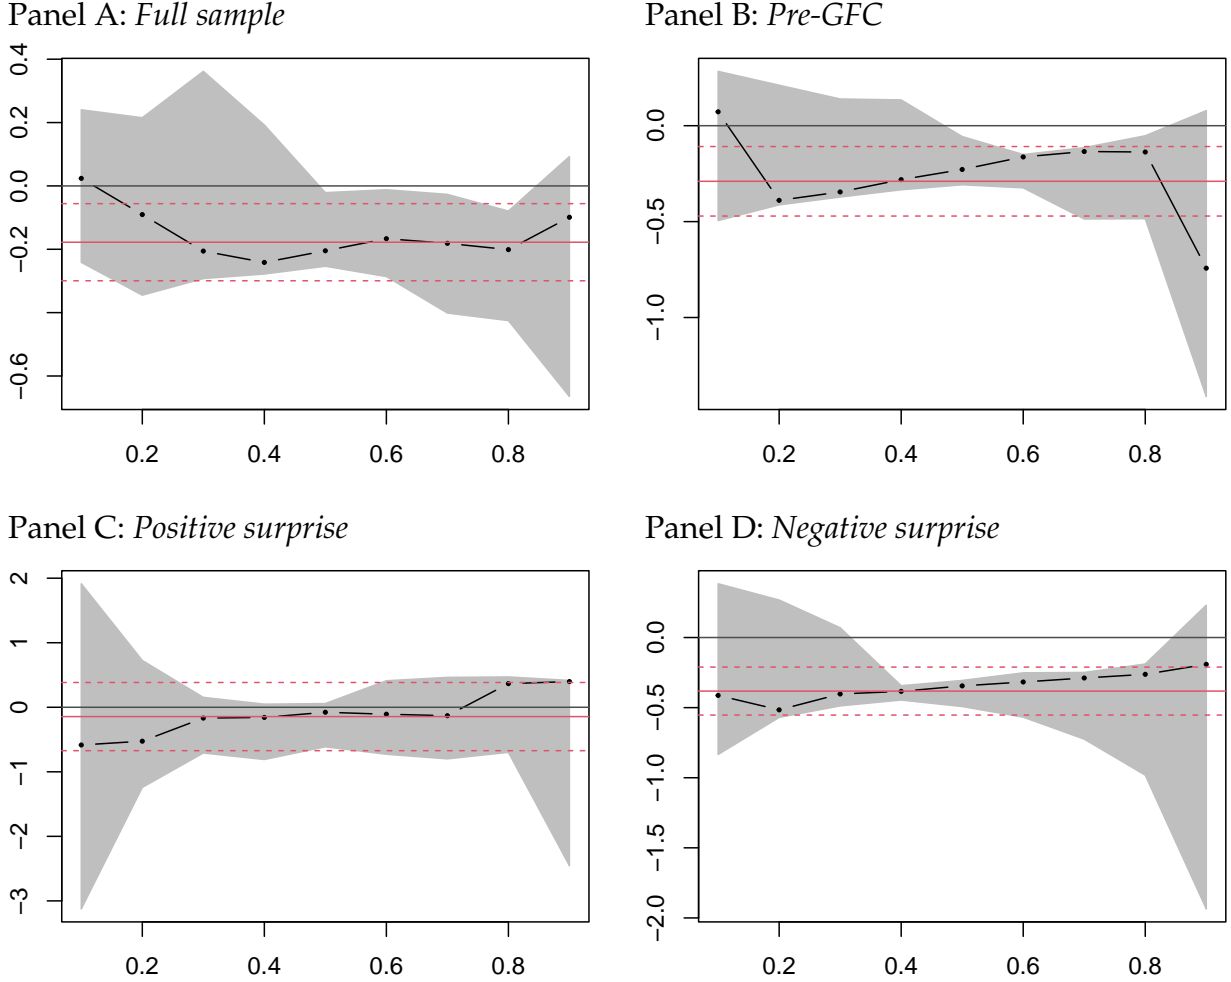 Panel A: Full sample
0.4
0.2
0.0
−0.2
−0.6
0.2 0.4 0.6 0.8
Panel B: Pre-GFC
0.0
−0.5
−1.0
0.2 0.4 0.6 0.8
Panel C: Positive surprise
2
1
0
−1
−2
−3
0.2 0.4 0.6 0.8
Panel D: Negative surprise
0.0
−0.5
−1.0
−1.5
−2.0
0.2 0.4 0.6 0.8